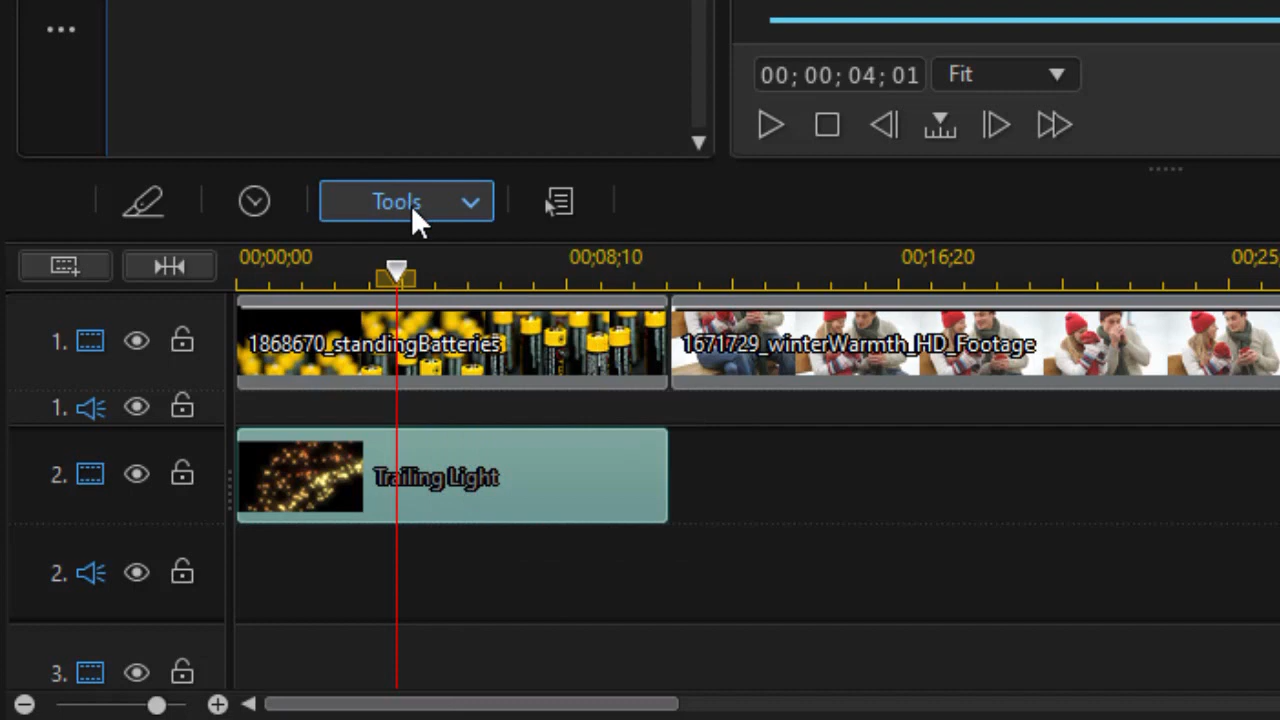 00; 00; 04; 01
Fit
Tools
00;00;00
00;08;10
00;16;20
00;25
1.
1868670_standingBatteries
1671729_winterWarmth_HD_Footage
1.
2.
Trailing Light
2.
3.